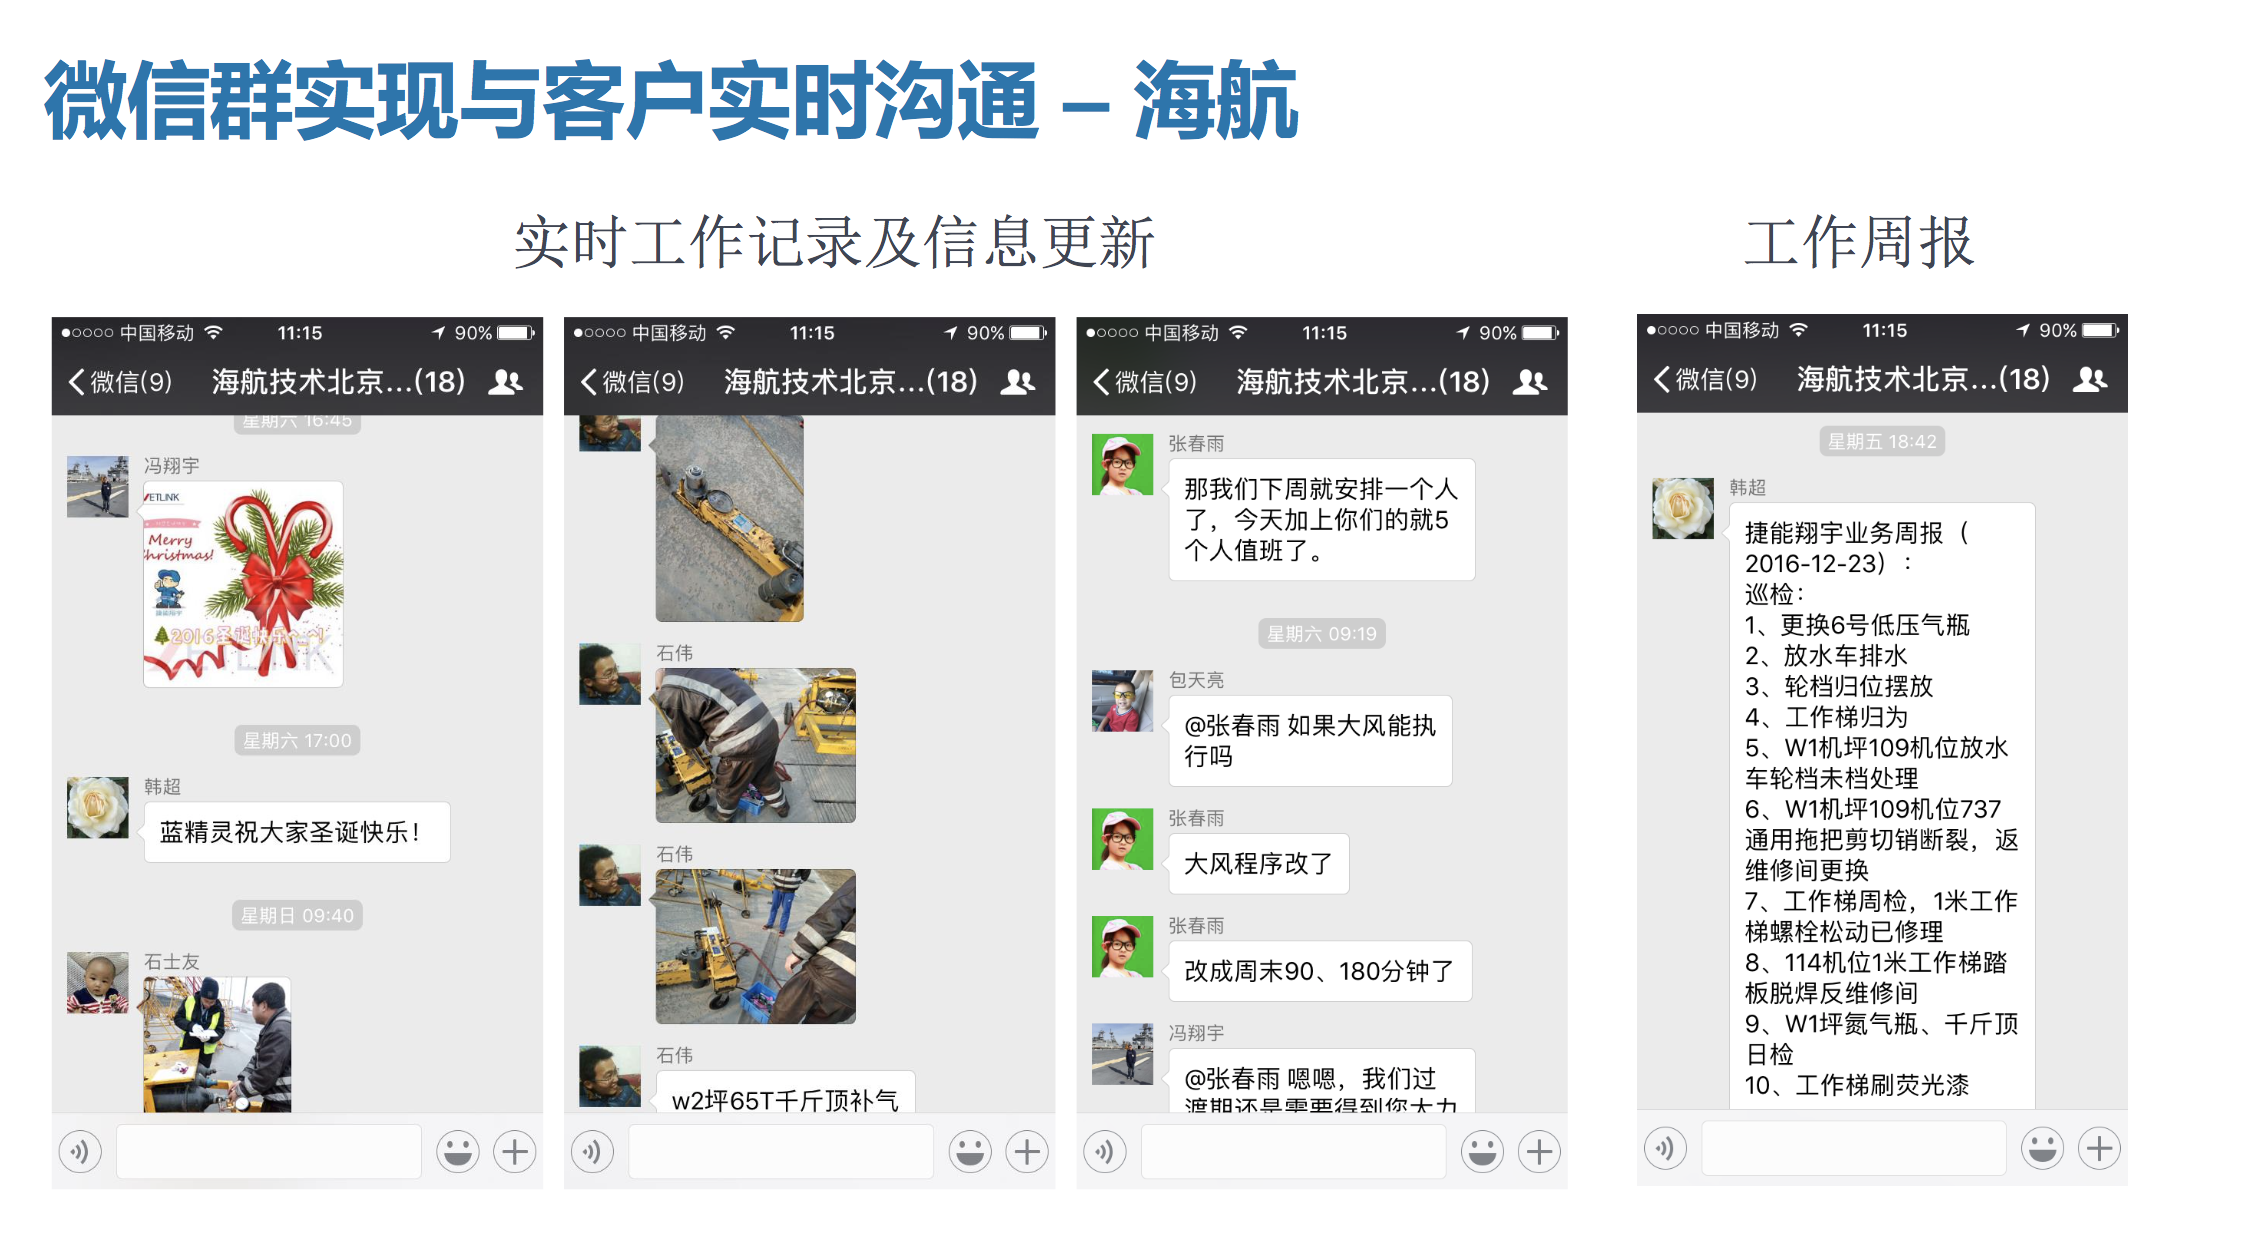 微信群实现与客户实时沟通 – 海航
实时工作记录及信息更新
工作周报
中国移动 11:15 90%
微信(9) 海航技术北京...(18)
星期六 16:45
冯翔宇
ETLINK
Merry
Christmas!
2016圣诞快乐
星期六 17:00
韩超
蓝精灵祝大家圣诞快乐！
星期日 09:40
石士友
中国移动 11:15 90%
微信(9) 海航技术北京...(18)
石伟
石伟
石伟
w2坪65T千斤顶补气
中国移动 11:15 90%
微信(9) 海航技术北京...(18)
张春雨
那我们下周就安排一个人
了，今天加上你们的就5
个人值班了。
星期六 09:19
包天亮
@张春雨 如果大风能执
行吗
张春雨
大风程序改了
张春雨
改成周末90、180分钟了
冯翔宇
@张春雨 嗯嗯，我们过
渡期还是需要得到您大力
中国移动 11:15 90%
微信(9) 海航技术北京...(18)
星期五 18:42
韩超
捷能翔宇业务周报（
2016-12-23）：
巡检：
1、更换6号低压气瓶
2、放水车排水
3、轮档归位摆放
4、工作梯归为
5、W1机坪109机位放水
车轮档未档处理
6、W1机坪109机位737
通用拖把剪切销断裂，返
维修间更换
7、工作梯周检，1米工作
梯螺栓松动已修理
8、114机位1米工作梯踏
板脱焊反维修间
9、W1坪氮气瓶、千斤顶
日检
10、工作梯刷荧光漆